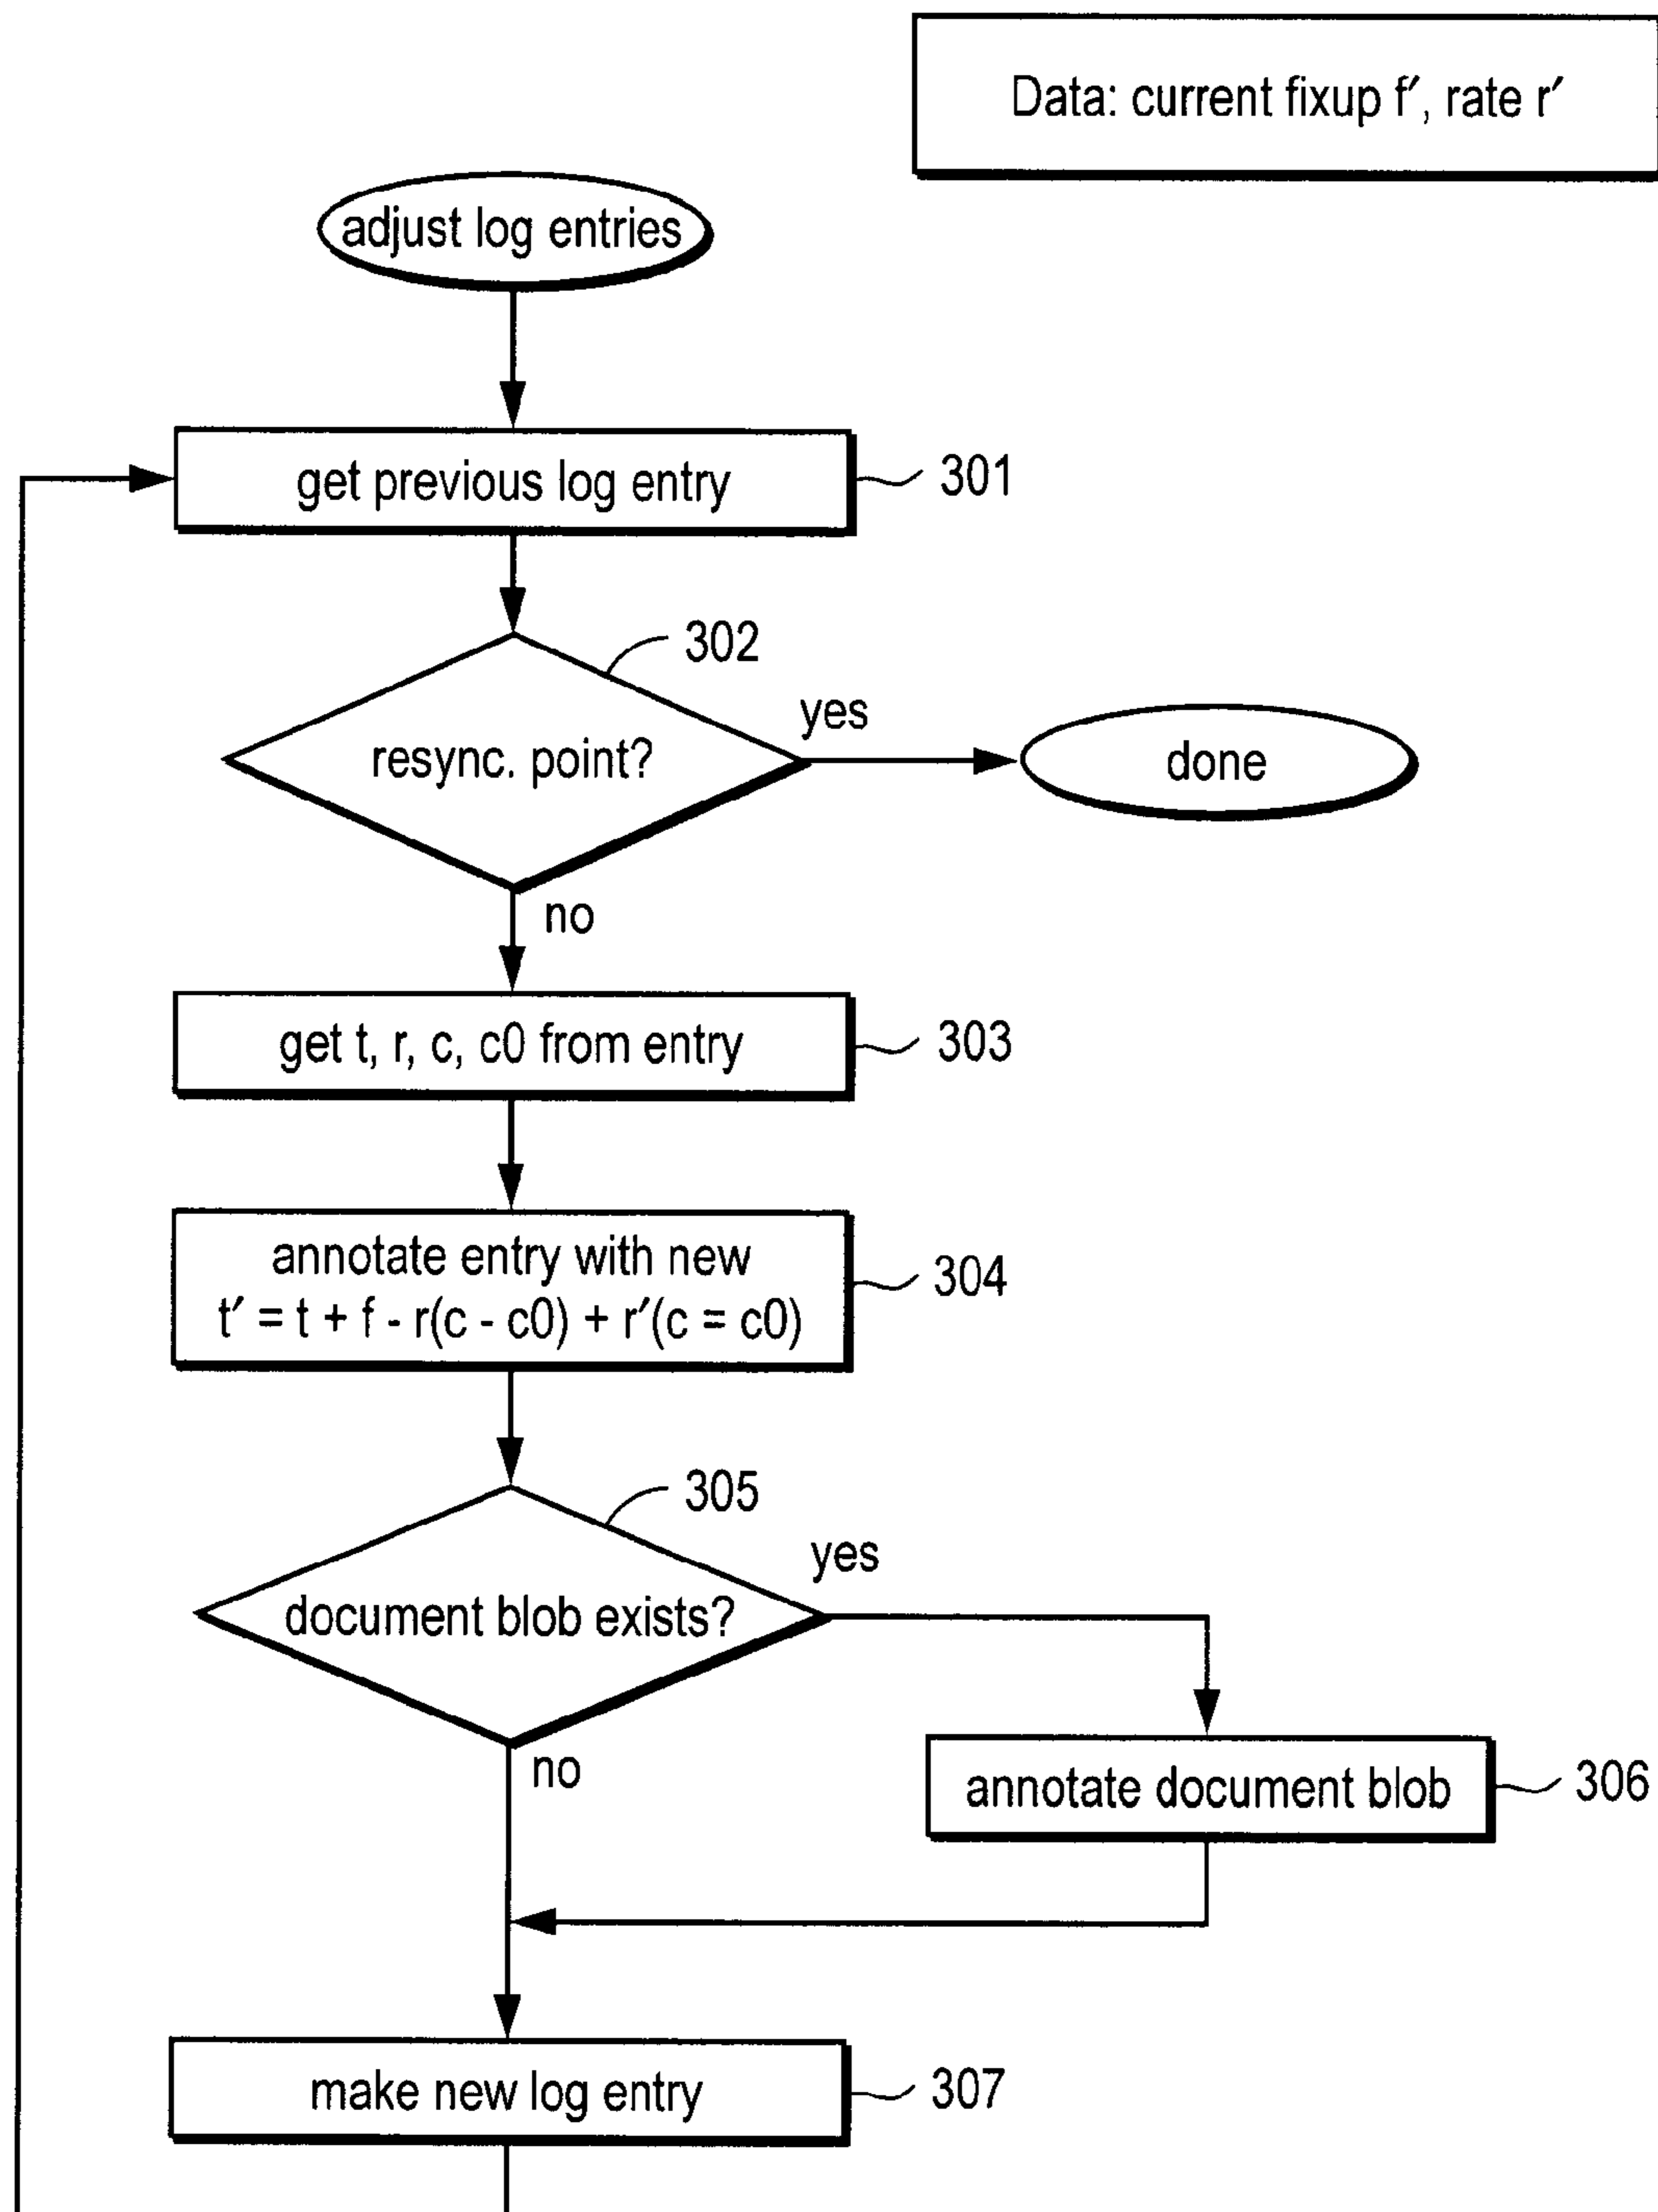 Data: current fixup f′, rate r′
adjust log entries
get previous log entry
301
302
resync. point?
yes
done
no
get t, r, c, c0 from entry
303
annotate entry with new
t′ = t + f - r(c - c0) + r′(c = c0)
304
305
document blob exists?
yes
no
annotate document blob
306
make new log entry
307